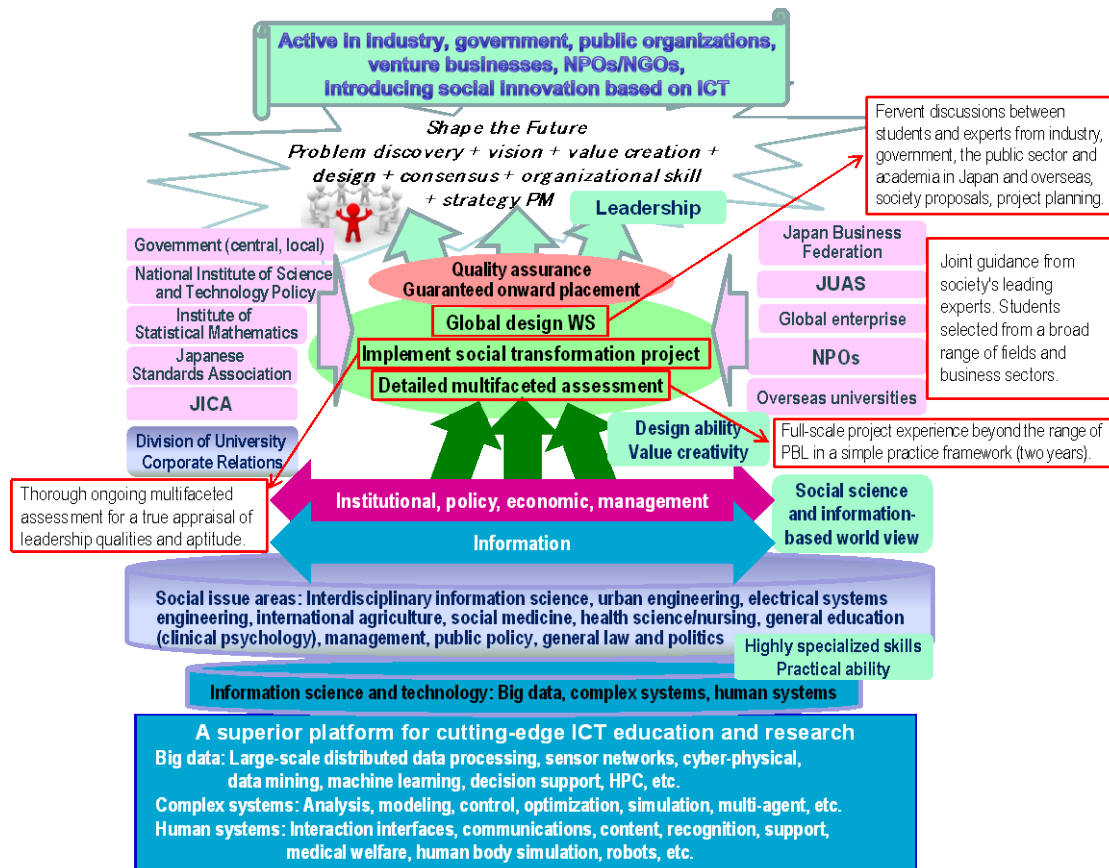 Active in industry, government, public organizations,
venture businesses, NPOs/NGOs,
introducing social innovation based on ICT
Shape the Future
Problem discovery + vision + value creation +
design + consensus + organizational skill
+ strategy PM
Leadership
Fervent discussions between
students and experts from industry,
government, the public sector and
academia in Japan and overseas,
society proposals, project planning.
Government (central, local)
National Institute of Science
and Technology Policy
Institute of
Statistical Mathematics
Japanese
Standards Association
JICA
Division of University
Corporate Relations
Quality assurance
Guaranteed onward placement
Global design WS
Implement social transformation project
Detailed multifaceted assessment
Japan Business
Federation
JUAS
Global enterprise
NPOs
Overseas universities
Joint guidance from
society's leading
experts. Students
selected from a broad
range of fields and
business sectors.
Design ability
Value creativity
Full-scale project experience beyond the range of
PBL in a simple practice framework (two years).
Thorough ongoing multifaceted
assessment for a true appraisal of
leadership qualities and aptitude.
Institutional, policy, economic, management
Information
Social science
and information-
based world view
Social issue areas: Interdisciplinary information science, urban engineering, electrical systems
engineering, international agriculture, social medicine, health science/nursing, general education
(clinical psychology), management, public policy, general law and politics
Highly specialized skills
Practical ability
Information science and technology: Big data, complex systems, human systems
A superior platform for cutting-edge ICT education and research
Big data: Large-scale distributed data processing, sensor networks, cyber-physical,
data mining, machine learning, decision support, HPC, etc.
Complex systems: Analysis, modeling, control, optimization, simulation, multi-agent, etc.
Human systems: Interaction interfaces, communications, content, recognition, support,
medical welfare, human body simulation, robots, etc.